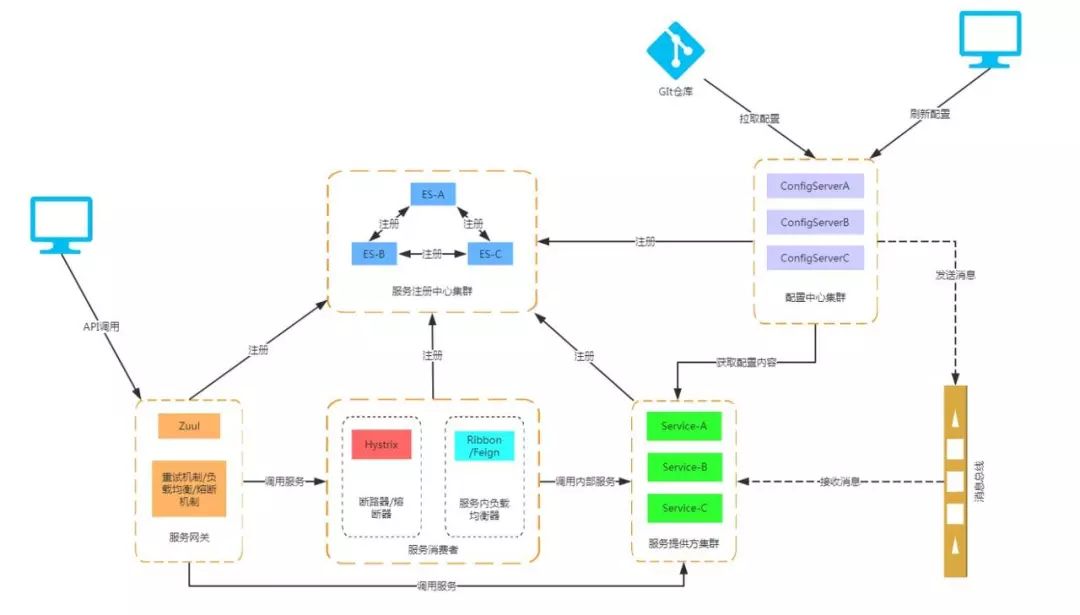 GIt仓库
拉取配置
刷新配置
ConfigServerA
ConfigServerB
ConfigServerC
配置中心集群
ES-A
注册
注册
ES-B
注册
ES-C
服务注册中心集群
注册
发送消息
API调用
注册
注册
注册
获取配置内容
Zuul
重试机制/负
载均衡/熔断
机制
服务网关
调用服务
Hystrix
断路器/熔
断器
Ribbon
/Feign
服务内负载
均衡器
服务消费者
调用内部服务
Service-A
Service-B
Service-C
服务提供方集群
接收消息
消息总线
调用服务